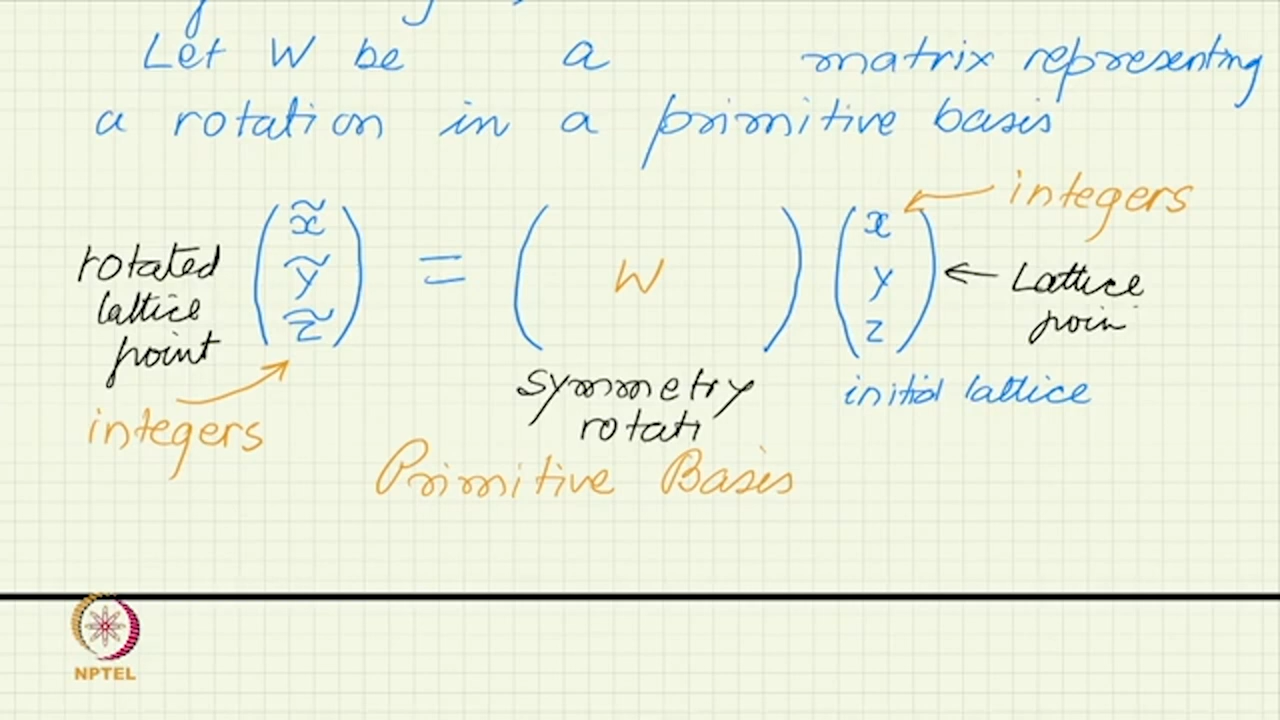 Let W be a matrix representing
a rotation in a primitive basis
integers
rotated lattice point
x̃
ỹ
z̃
=
W
x
y
z
← Lattice poin
integers
symmetry rotati
initial lattice
Primitive Basis
NPTEL